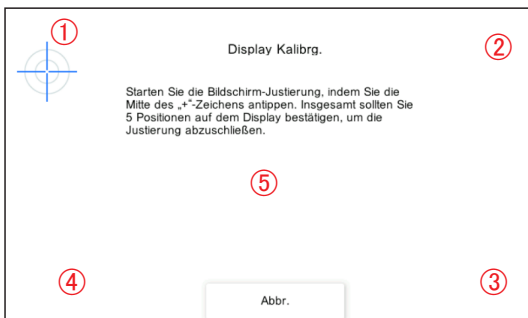 ①
Display Kalibrg.
②
Starten Sie die Bildschirm-Justierung, indem Sie die
Mitte des „+“-Zeichens antippen. Insgesamt sollten Sie
5 Positionen auf dem Display bestätigen, um die
Justierung abzuschließen.
⑤
④
③
Abbr.